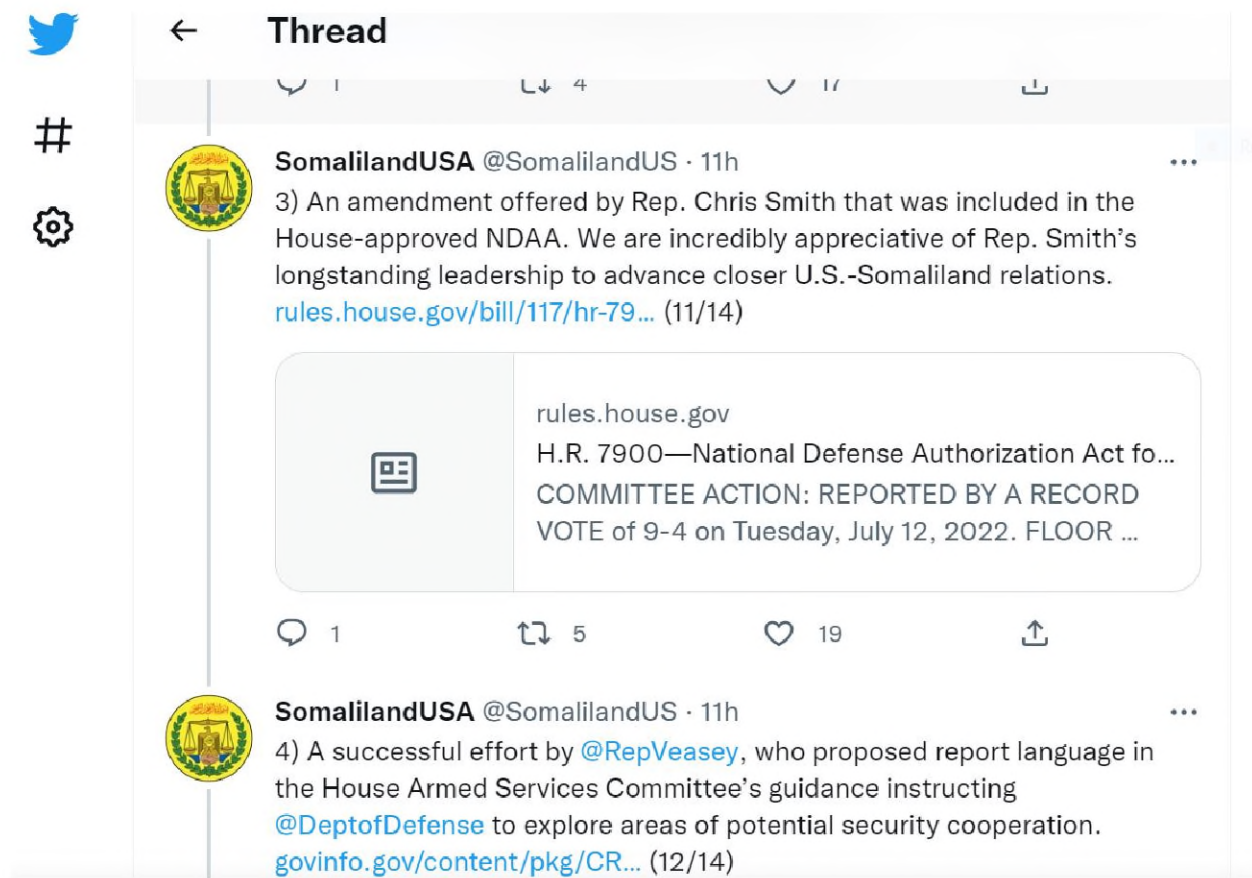 Thread
1 4 17
SomalilandUSA @SomalilandUS · 11h
3) An amendment offered by Rep. Chris Smith that was included in the
House-approved NDAA. We are incredibly appreciative of Rep. Smith's
longstanding leadership to advance closer U.S.-Somaliland relations.
rules.house.gov/bill/117/hr-79... (11/14)
rules.house.gov
H.R. 7900—National Defense Authorization Act fo...
COMMITTEE ACTION: REPORTED BY A RECORD
VOTE of 9-4 on Tuesday, July 12, 2022. FLOOR ...
1 5 19
SomalilandUSA @SomalilandUS · 11h
4) A successful effort by @RepVeasey, who proposed report language in
the House Armed Services Committee's guidance instructing
@DeptofDefense to explore areas of potential security cooperation.
govinfo.gov/content/pkg/CR... (12/14)